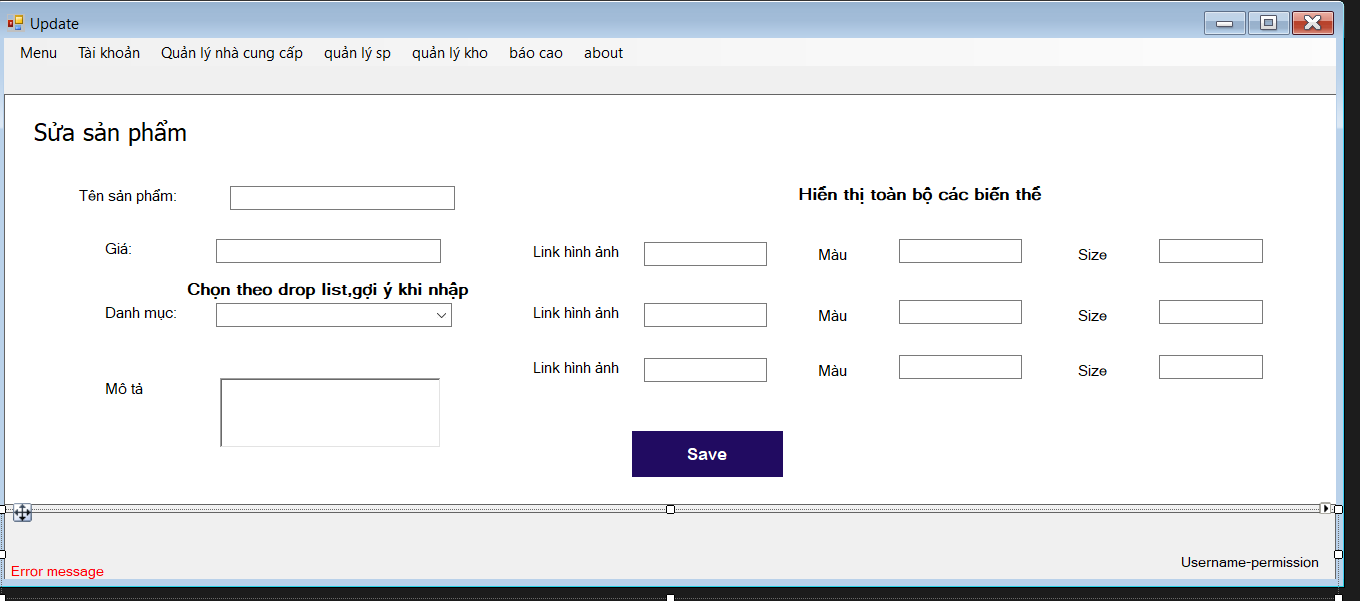 Update
Menu Tài khoản Quản lý nhà cung cấp quản lý sp quản lý kho báo cao about
Sửa sản phẩm
Tên sản phẩm:
Hiển thị toàn bộ các biến thể
Giá:
Link hình ảnh Màu Size
Chọn theo drop list,gợi ý khi nhập
Danh mục:
Link hình ảnh Màu Size
Link hình ảnh Màu Size
Mô tả
Save
Username-permission
Error message